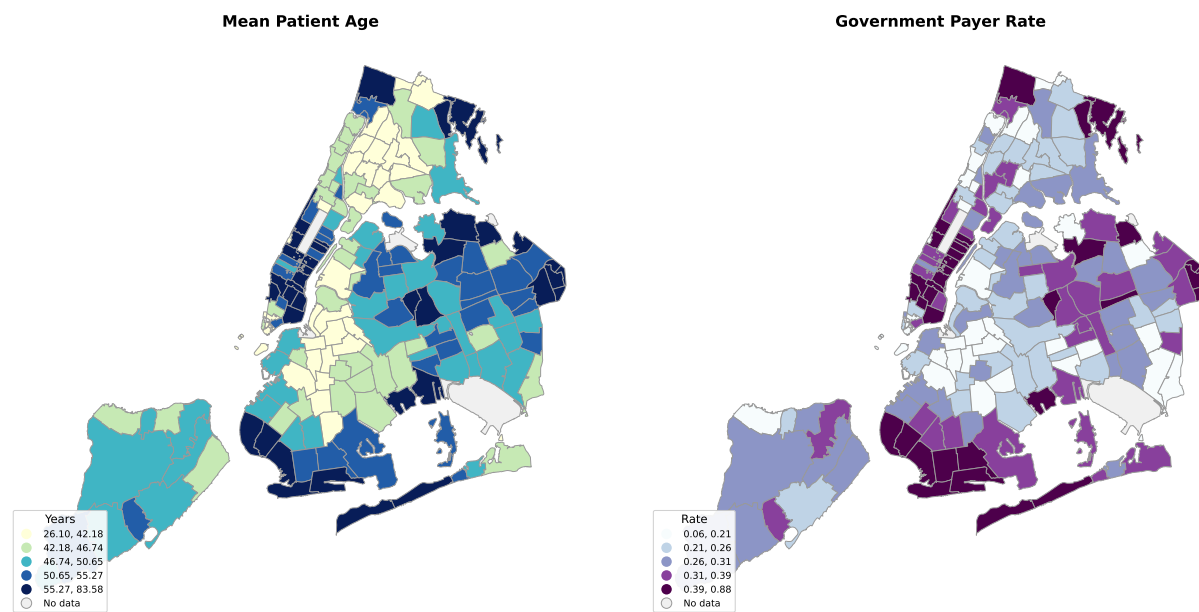 Mean Patient Age
Government Payer Rate
Years
26.10, 42.18
42.18, 46.74
46.74, 50.65
50.65, 55.27
55.27, 83.58
No data
Rate
0.06, 0.21
0.21, 0.26
0.26, 0.31
0.31, 0.39
0.39, 0.88
No data